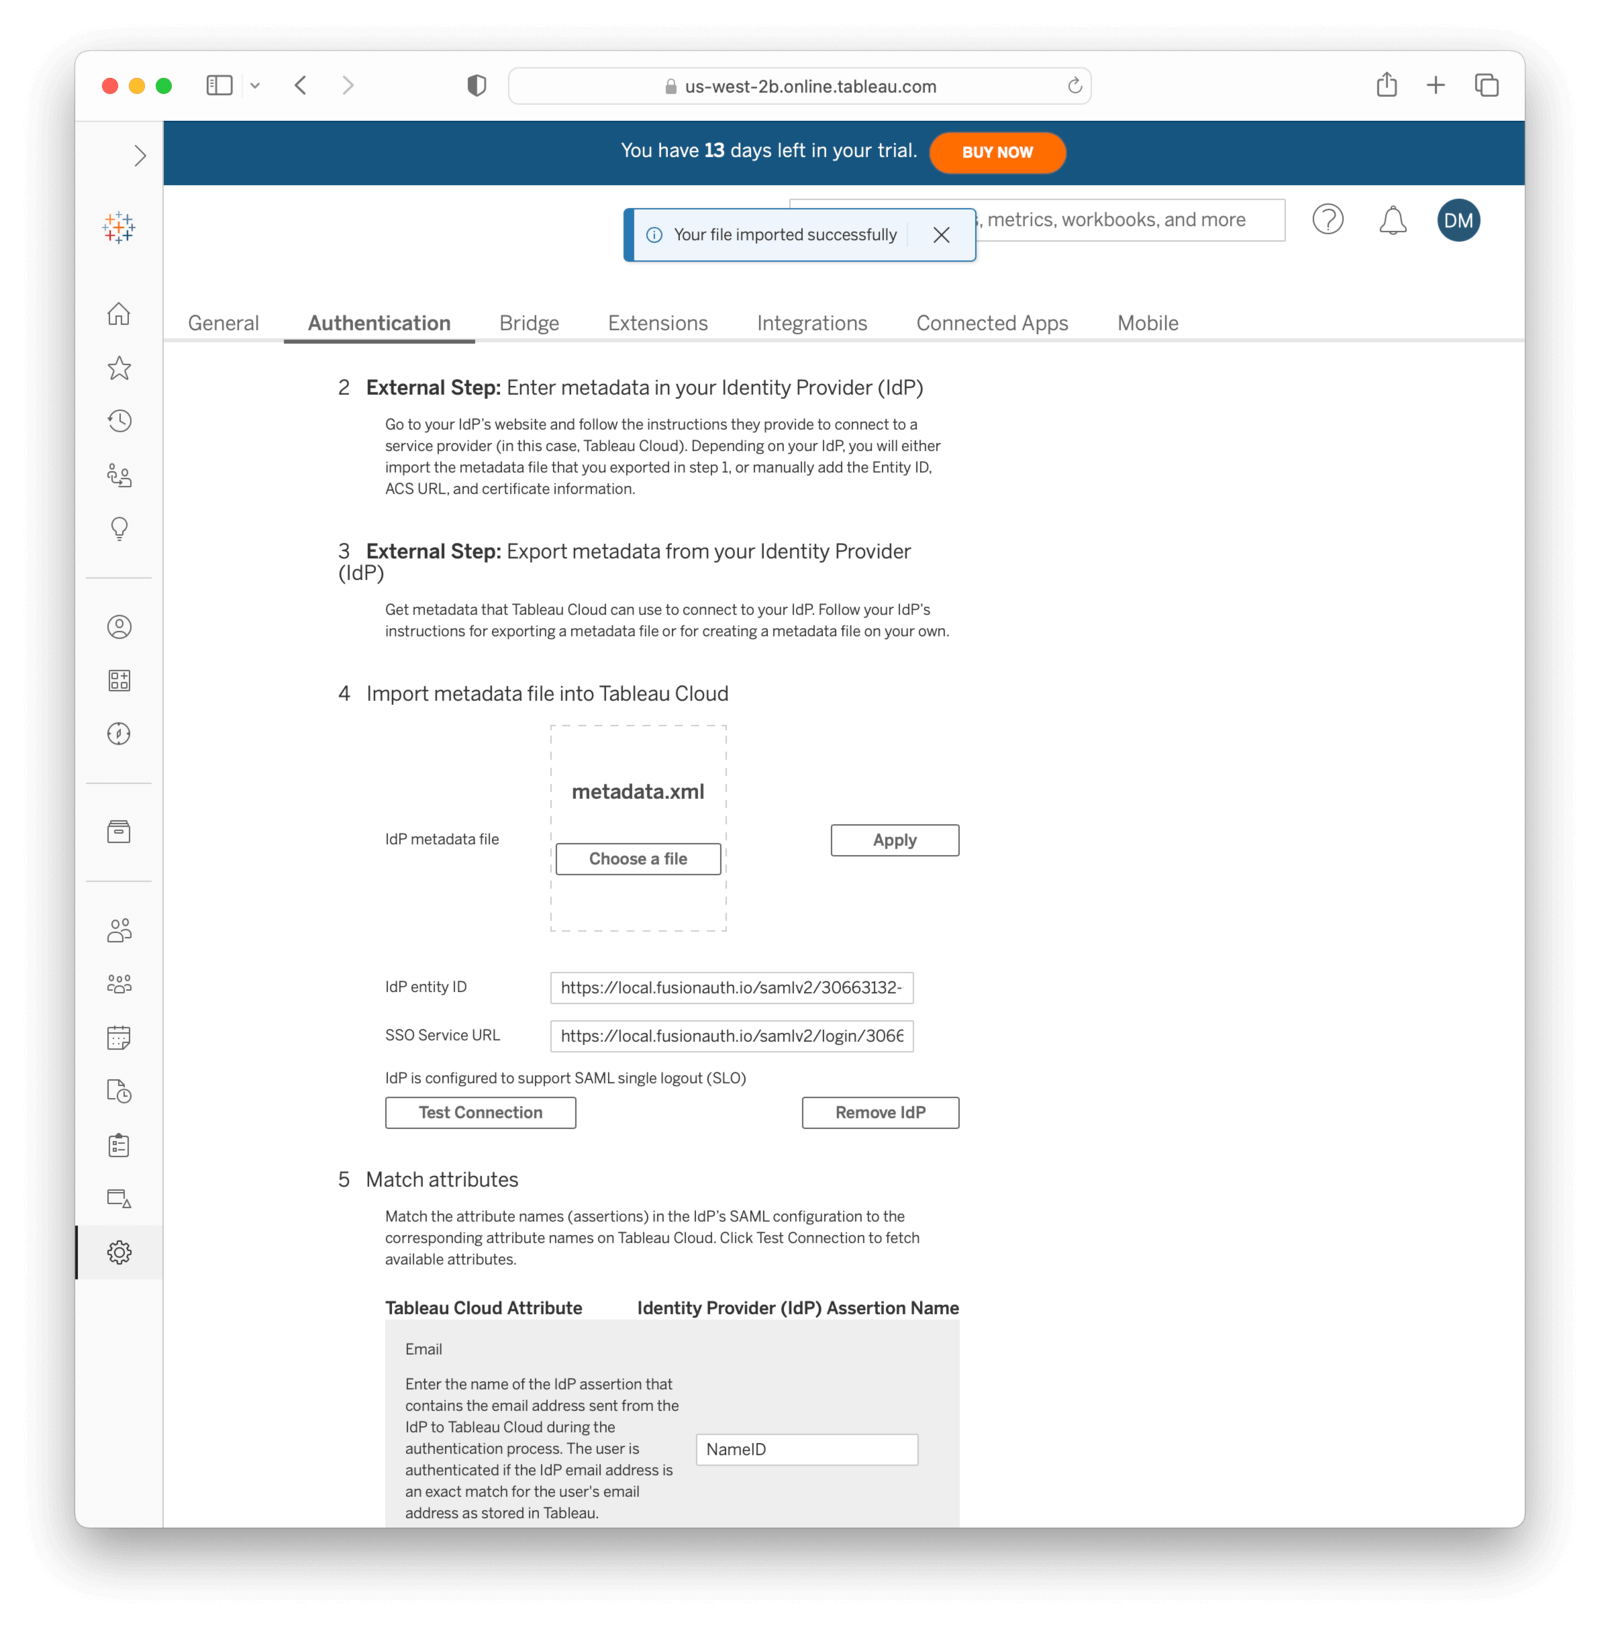 us-west-2b.online.tableau.com
You have 13 days left in your trial.
BUY NOW
Your file imported successfully
, metrics, workbooks, and more
DM
General
Authentication
Bridge
Extensions
Integrations
Connected Apps
Mobile
2 External Step: Enter metadata in your Identity Provider (IdP)
Go to your IdP's website and follow the instructions they provide to connect to a
service provider (in this case, Tableau Cloud). Depending on your IdP, you will either
import the metadata file that you exported in step 1, or manually add the Entity ID,
ACS URL, and certificate information.
3 External Step: Export metadata from your Identity Provider
(IdP)
Get metadata that Tableau Cloud can use to connect to your IdP. Follow your IdP's
instructions for exporting a metadata file or for creating a metadata file on your own.
4 Import metadata file into Tableau Cloud
metadata.xml
IdP metadata file
Choose a file
Apply
IdP entity ID
https://local.fusionauth.io/samlv2/30663132-
SSO Service URL
https://local.fusionauth.io/samlv2/login/3066
IdP is configured to support SAML single logout (SLO)
Test Connection
Remove IdP
5 Match attributes
Match the attribute names (assertions) in the IdP's SAML configuration to the
corresponding attribute names on Tableau Cloud. Click Test Connection to fetch
available attributes.
Tableau Cloud Attribute
Identity Provider (IdP) Assertion Name
Email
Enter the name of the IdP assertion that
contains the email address sent from the
IdP to Tableau Cloud during the
authentication process. The user is
authenticated if the IdP email address is
an exact match for the user's email
address as stored in Tableau.
NameID